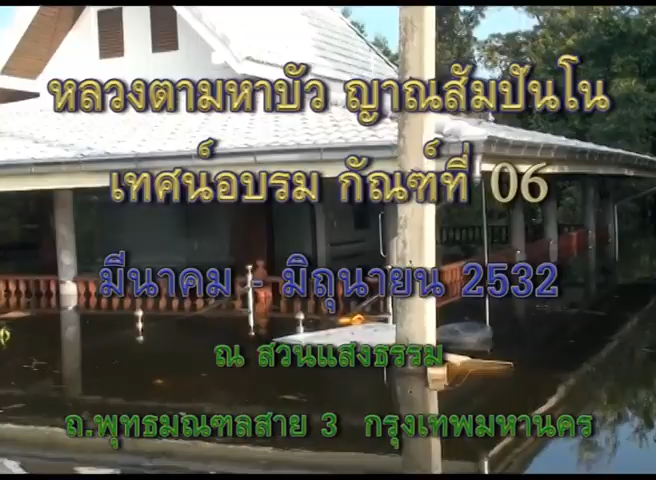 หลวงตามหาบัว ญาณสัมปันโน
เทศน์อบรม กัณฑ์ที่ 06
มีนาคม - มิถุนายน 2532
ณ สวนแสงธรรม
ถ.พุทธมณฑลสาย 3 กรุงเทพมหานคร